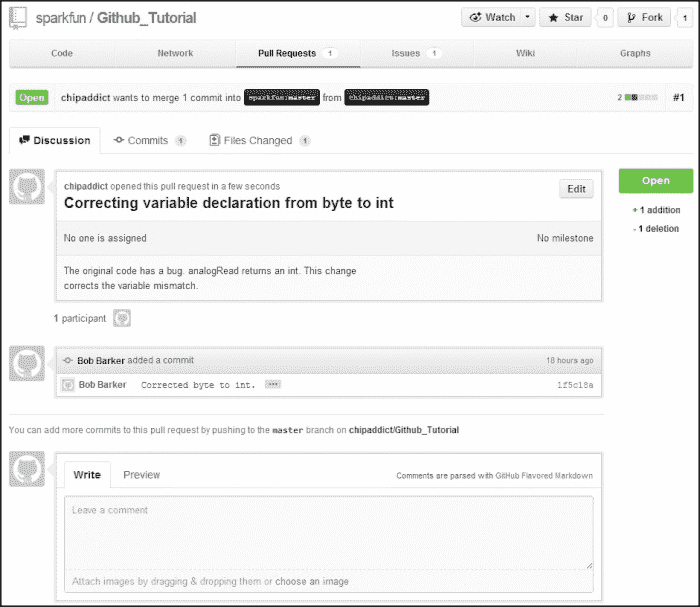 sparkfun / Github_Tutorial
Watch
Star 0
Fork 1
Code
Network
Pull Requests 1
Issues 1
Wiki
Graphs
Open chipaddict wants to merge 1 commit into sparkfun:master from chipaddict:master
2
#1
Discussion
Commits 1
Files Changed 1
chipaddict opened this pull request in a few seconds
Edit
Correcting variable declaration from byte to int
No one is assigned
No milestone
The original code has a bug. analogRead returns an int. This change
corrects the variable mismatch.
Open
+ 1 addition
- 1 deletion
1 participant
Bob Barker added a commit
18 hours ago
Bob Barker Corrected byte to int. ...
1f5c18a
You can add more commits to this pull request by pushing to the master branch on chipaddict/Github_Tutorial
Write
Preview
Comments are parsed with GitHub Flavored Markdown
Leave a comment
Attach images by dragging & dropping them or choose an image